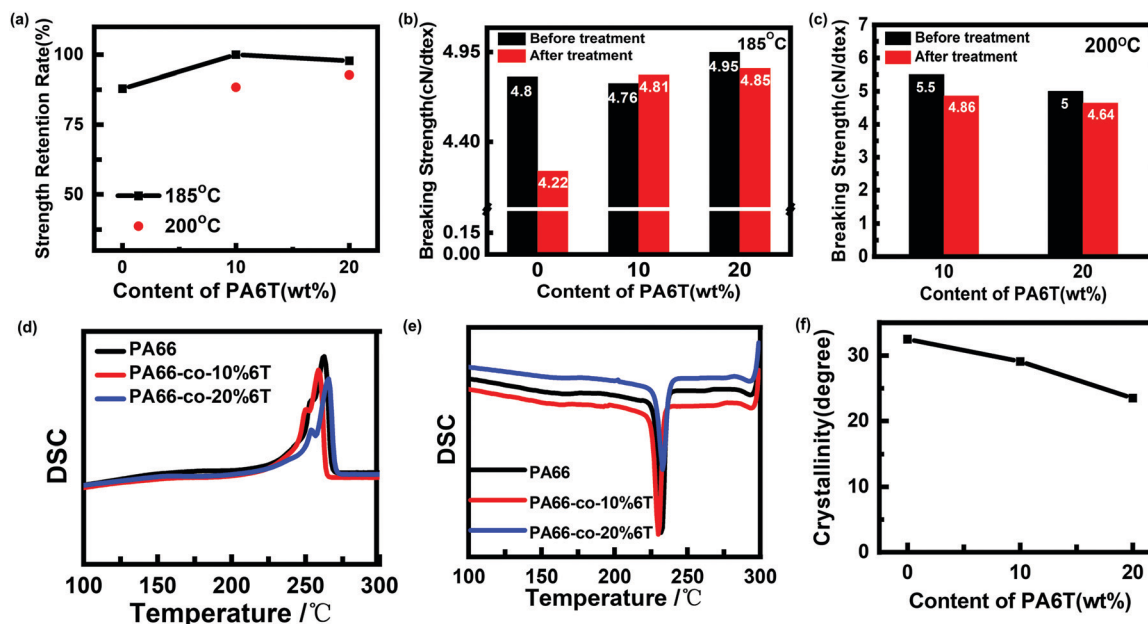 (a)
Strength Retention Rate(%)
100
75
50
185°C
200°C
0
10
20
Content of PA6T(wt%)
(b)
Breaking Strength(cN/dtex)
Before treatment
After treatment
185°C
4.95
4.40
0.15
0.00
4.8
4.22
4.76
4.81
4.95
4.85
0
10
20
Content of PA6T(wt%)
(c)
Breaking Strength(cN/dtex)
Before treatment
After treatment
200°C
7
6
5
4
3
2
1
0
5.5
4.86
5
4.64
10
20
Content of PA6T(wt%)
(d)
DSC
PA66
PA66-co-10%6T
PA66-co-20%6T
100
150
200
250
300
Temperature /℃
(e)
DSC
PA66
PA66-co-10%6T
PA66-co-20%6T
100
150
200
250
300
Temperature /℃
(f)
Crystallinity(degree)
30
20
10
0
0
10
20
Content of PA6T(wt%)